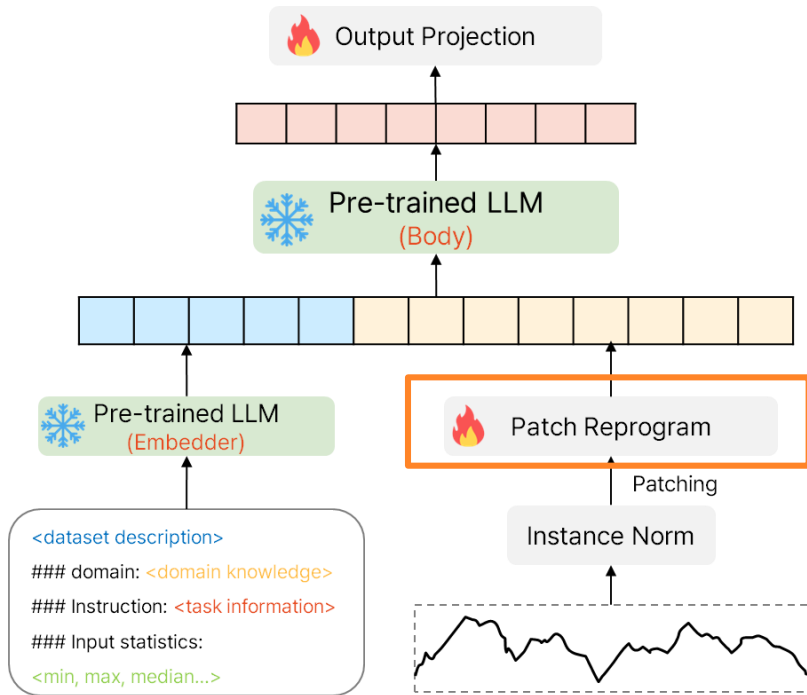 Output Projection
Pre-trained LLM
(Body)
Pre-trained LLM
(Embedder)
Patch Reprogram
Patching
Instance Norm
<dataset description>
### domain: <domain knowledge>
### Instruction: <task information>
### Input statistics:
<min, max, median...>